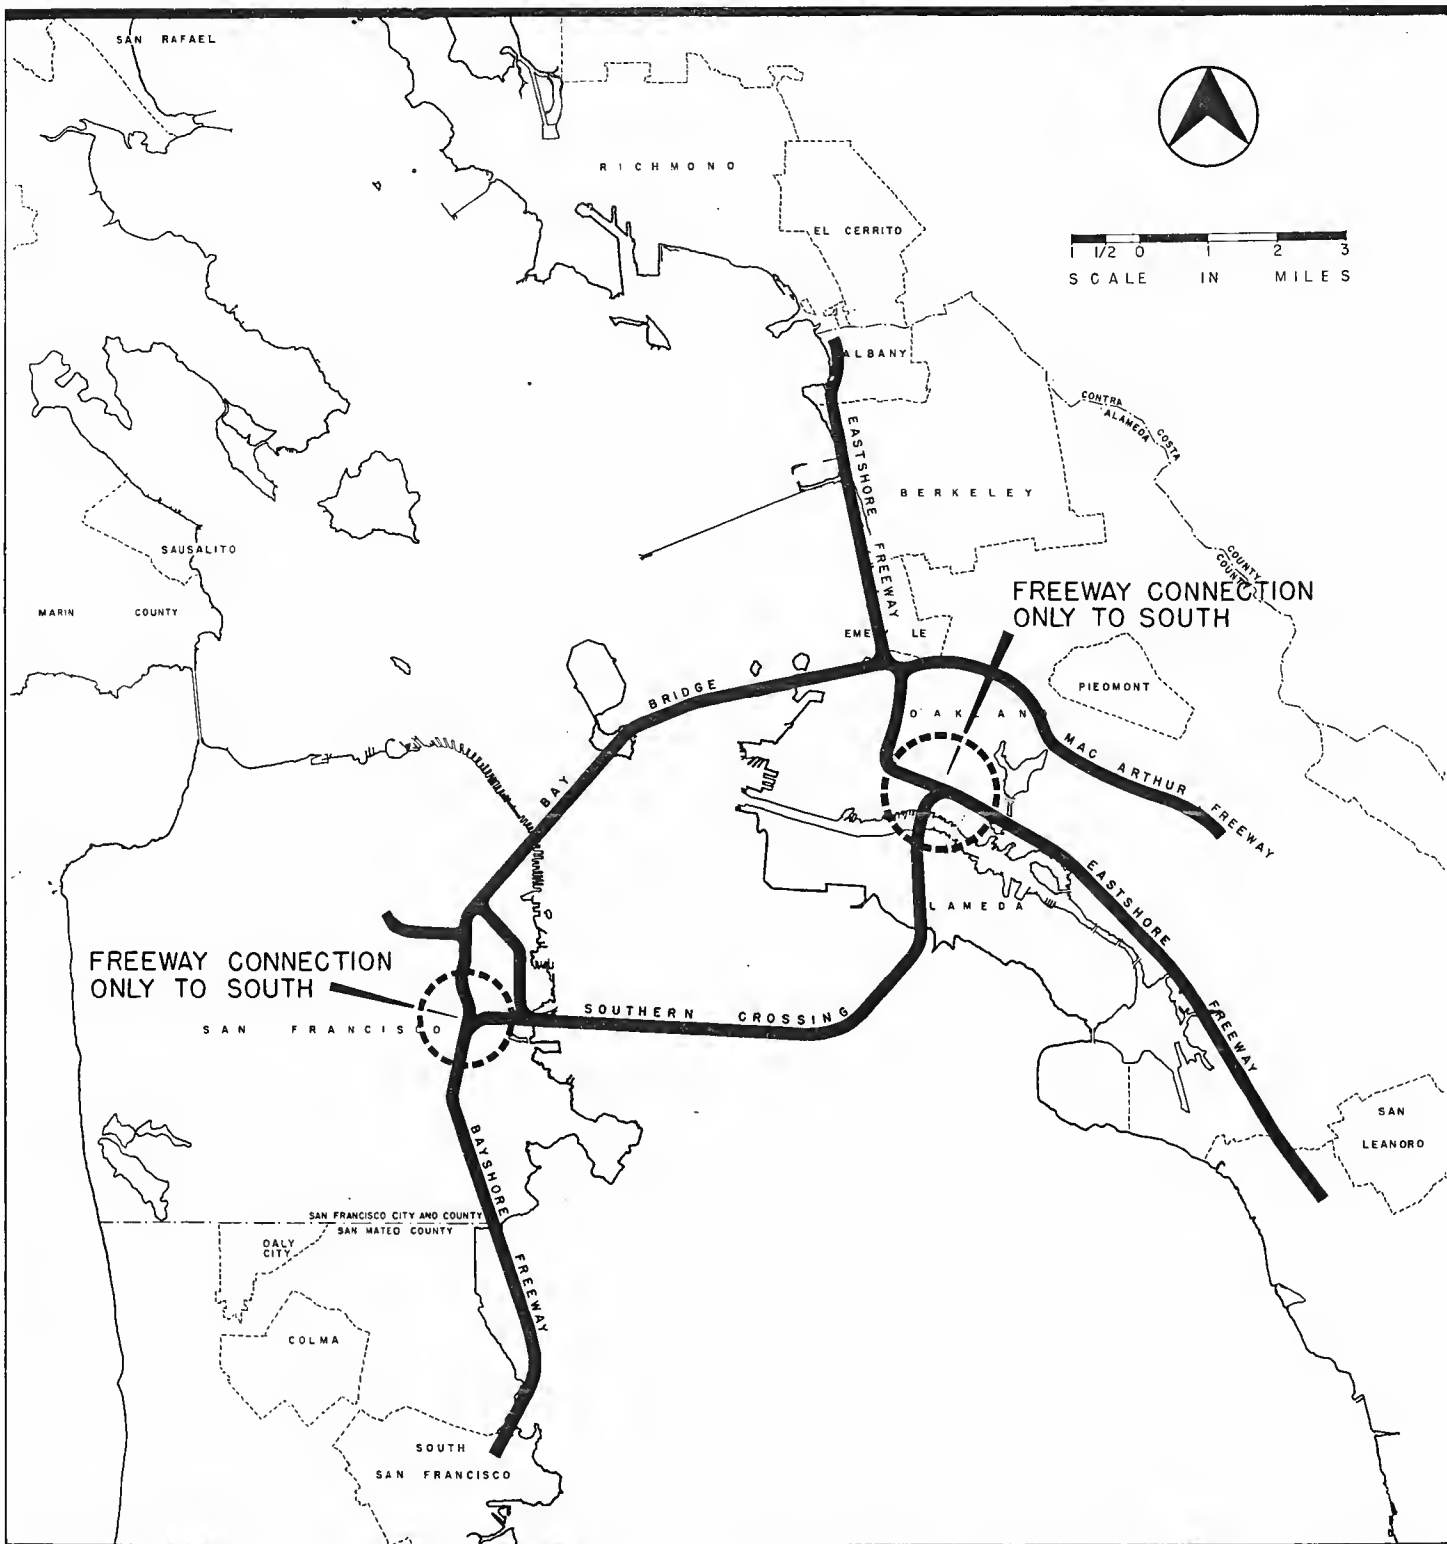 SAN RAFAEL
RICHMOND
EL CERRITO
1 1/2 0 1 2 3
SCALE IN MILES
ALBANY
CONTRA COSTA COUNTY
ALAMEDA COUNTY
EASTSHORE FREEWAY
BERKELEY
SAUSALITO
FREEWAY CONNECTION
ONLY TO SOUTH
MARIN COUNTY
EME LE
PIEDMONT
BAY BRIDGE
OAKLAND
MAC ARTHUR FREEWAY
EASTSHORE FREEWAY
LAMEDA
FREEWAY CONNECTION
ONLY TO SOUTH
SOUTHERN CROSSING
SAN FRANCISCO
SAN
LEANDRO
BAYSHORE FREEWAY
SAN FRANCISCO CITY AND COUNTY
SAN MATEO COUNTY
DALY
CITY
COLMA
SOUTH
SAN FRANCISCO